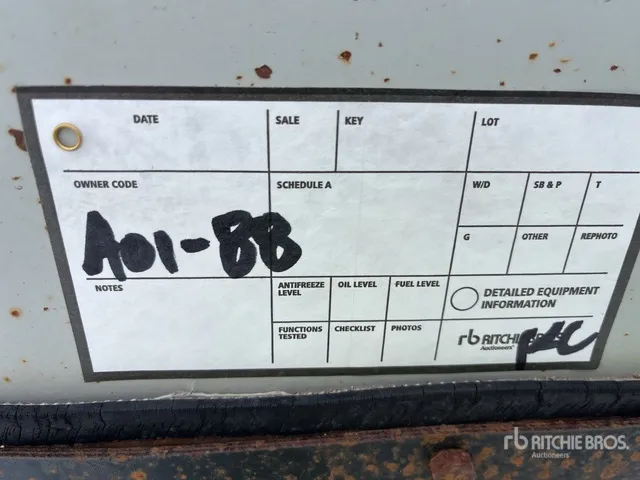 DATE SALE KEY LOT
OWNER CODE SCHEDULE A W/D SB & P T
A01-88
G OTHER REPHOTO
NOTES ANTIFREEZE LEVEL OIL LEVEL FUEL LEVEL
DETAILED EQUIPMENT
INFORMATION
FUNCTIONS TESTED CHECKLIST PHOTOS
rb RITCHIE BROS.
Auctioneers
rb RITCHIE BROS.
Auctioneers